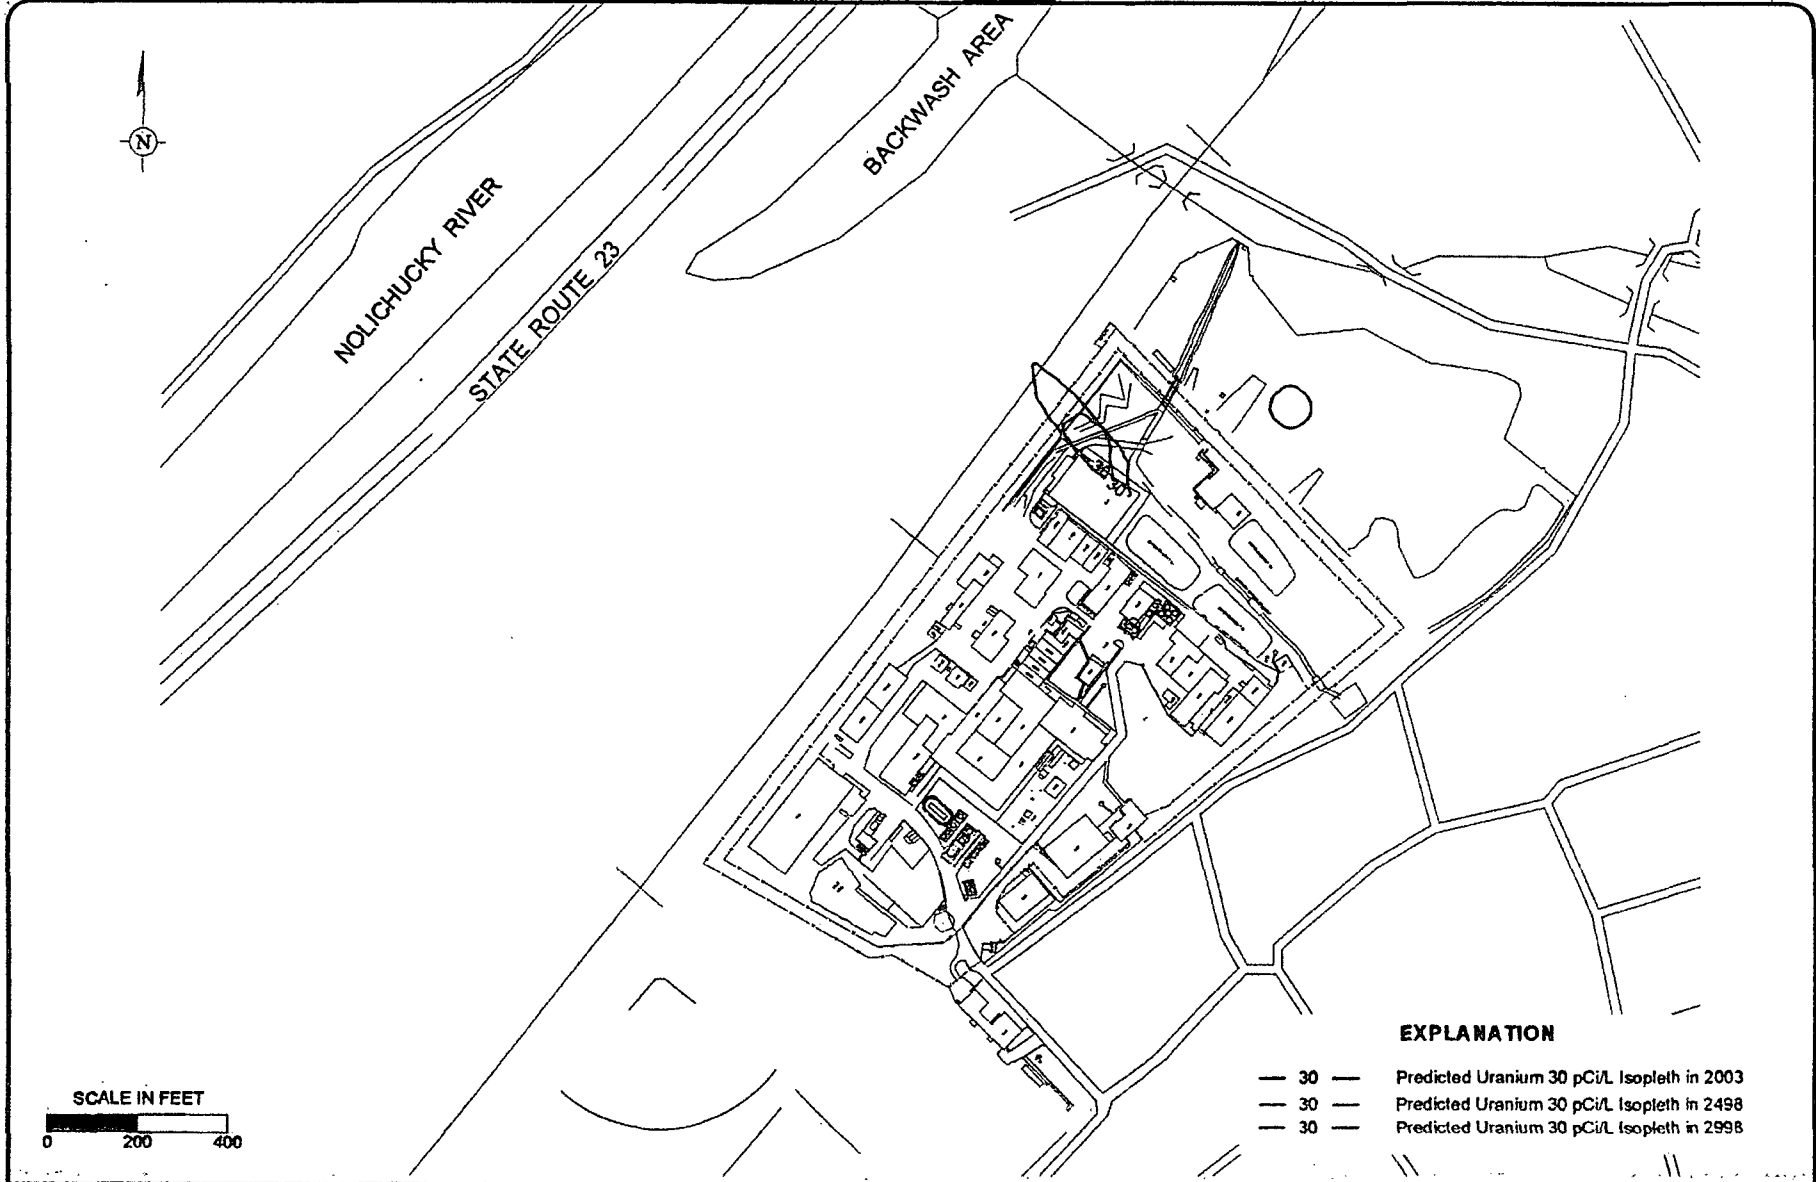 BACKWASH AREA
N
NOLICHUCKY RIVER
STATE ROUTE 23
30
30
EXPLANATION
— 30 — Predicted Uranium 30 pCi/L Isopleth in 2003
— 30 — Predicted Uranium 30 pCi/L Isopleth in 2498
— 30 — Predicted Uranium 30 pCi/L Isopleth in 2998
SCALE IN FEET
0 200 400